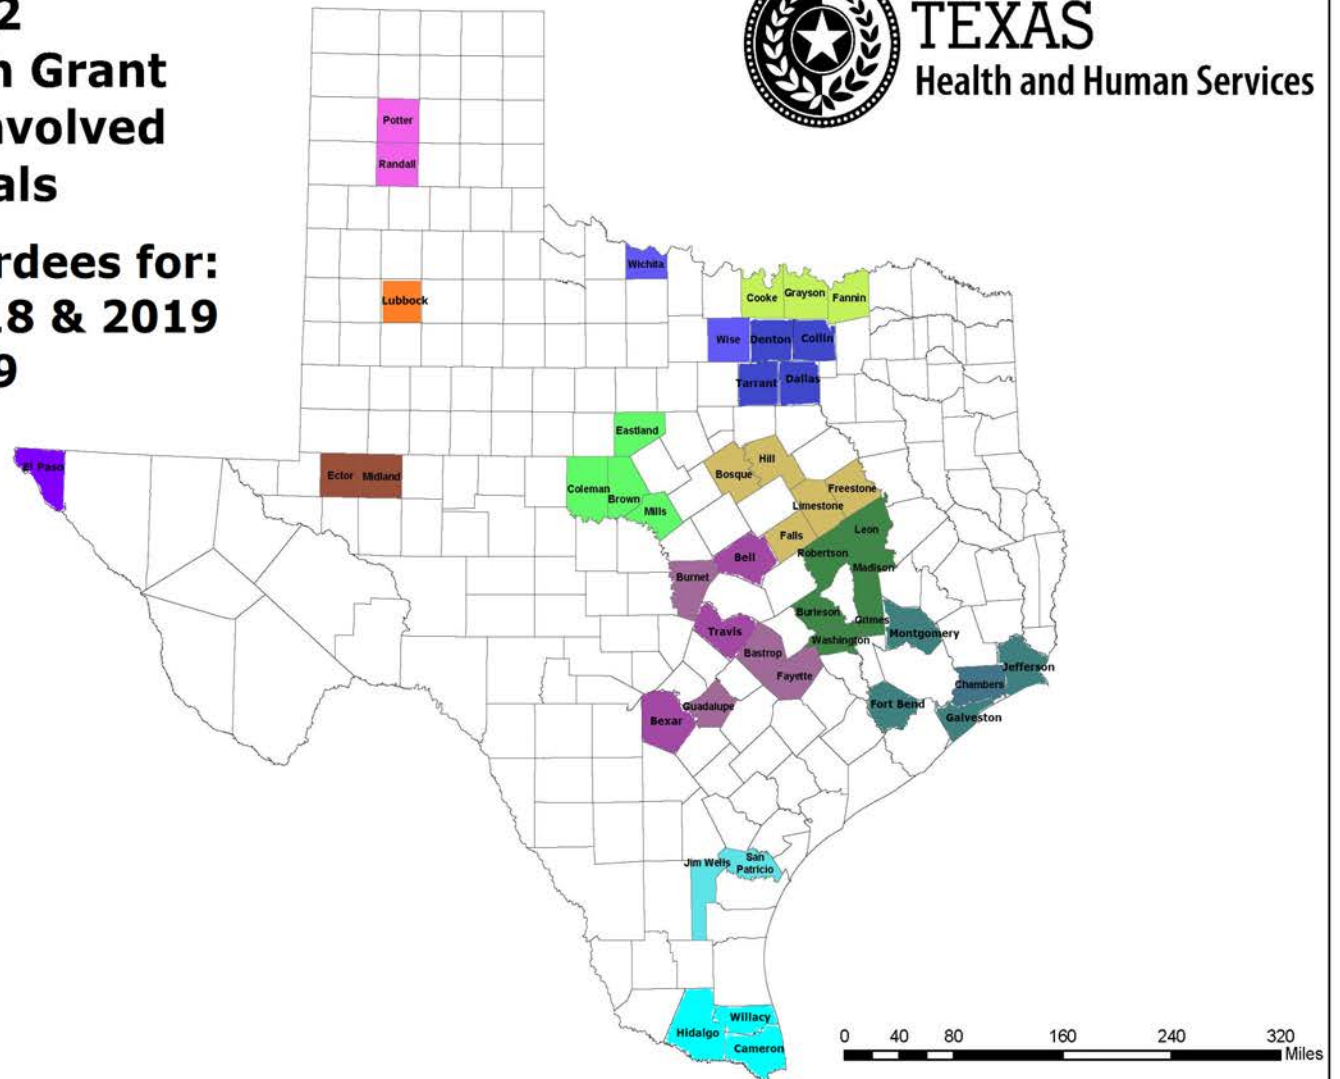 2
n Grant
nvolved
als
rdees for:
18 & 2019
9
TEXAS
Health and Human Services
Potter
Randall
Wichita
Lubbock
Cooke
Grayson
Fannin
Wise
Denton
Collin
Tarrant
Dallas
Eastland
El Paso
Ector
Midland
Coleman
Brown
Mills
Bosque
Hill
Freestone
Limestone
Falls
Leon
Robertson
Madison
Bell
Burnet
Burleson
Grimes
Washington
Montgomery
Travis
Bastrop
Fayette
Jefferson
Chambers
Fort Bend
Galveston
Guadalupe
Bexar
Jim Wells
San
Patricio
Hidalgo
Willacy
Cameron
0 40 80 160 240 320
Miles